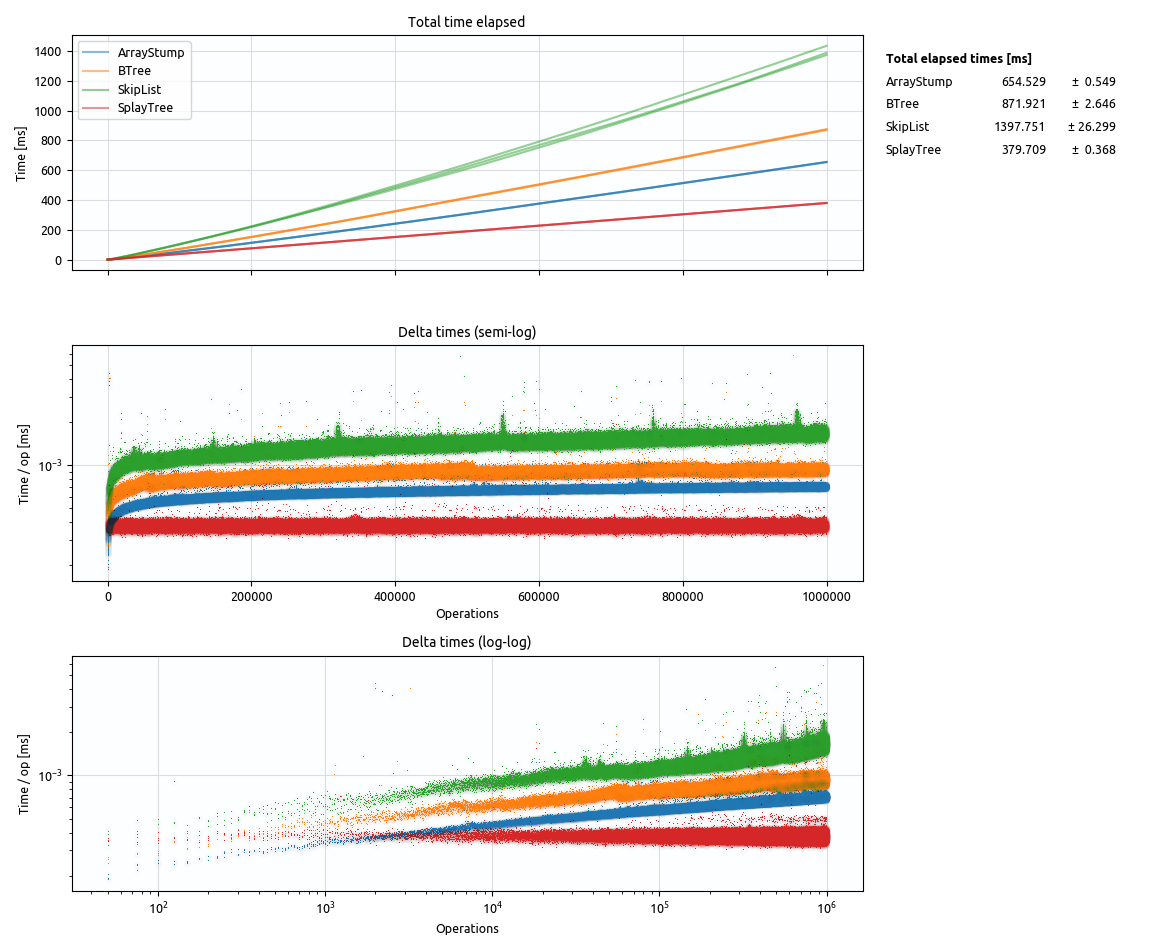 Total time elapsed
1400
1200
1000
800
600
400
200
0
Time [ms]
ArrayStump
BTree
SkipList
SplayTree
Total elapsed times [ms]
ArrayStump 654.529 ± 0.549
BTree 871.921 ± 2.646
SkipList 1397.751 ± 26.299
SplayTree 379.709 ± 0.368
Delta times (semi-log)
10⁻³
Time / op [ms]
0 200000 400000 600000 800000 1000000
Operations
Delta times (log-log)
10⁻³
Time / op [ms]
10² 10³ 10⁴ 10⁵ 10⁶
Operations